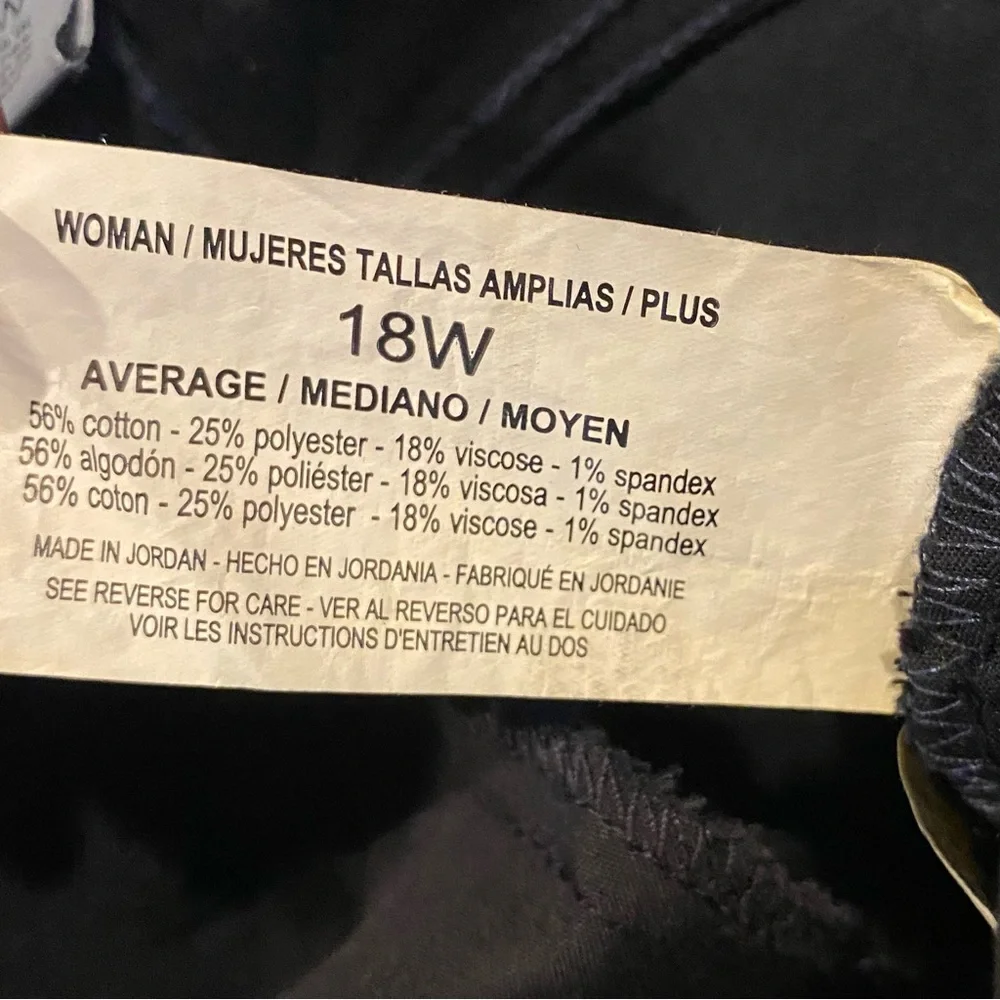 WOMAN / MUJERES TALLAS AMPLIAS / PLUS
18W
AVERAGE / MEDIANO / MOYEN
56% cotton - 25% polyester - 18% viscose - 1% spandex
56% algodón - 25% poliéster - 18% viscosa - 1% spandex
56% coton - 25% polyester - 18% viscose - 1% spandex
MADE IN JORDAN - HECHO EN JORDANIA - FABRIQUÉ EN JORDANIE
SEE REVERSE FOR CARE - VER AL REVERSO PARA EL CUIDADO
VOIR LES INSTRUCTIONS D'ENTRETIEN AU DOS